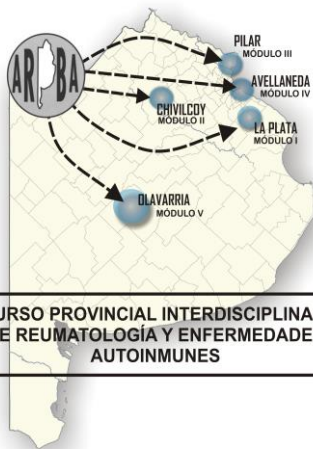 PILAR
MÓDULO III
ARPBA
AVELLANEDA
MÓDULO IV
CHIVILCOY
MÓDULO II
LA PLATA
MÓDULO I
OLAVARRIA
MÓDULO V
URSO PROVINCIAL INTERDISCIPLINA
E REUMATOLOGÍA Y ENFERMEDADE
AUTOINMUNES